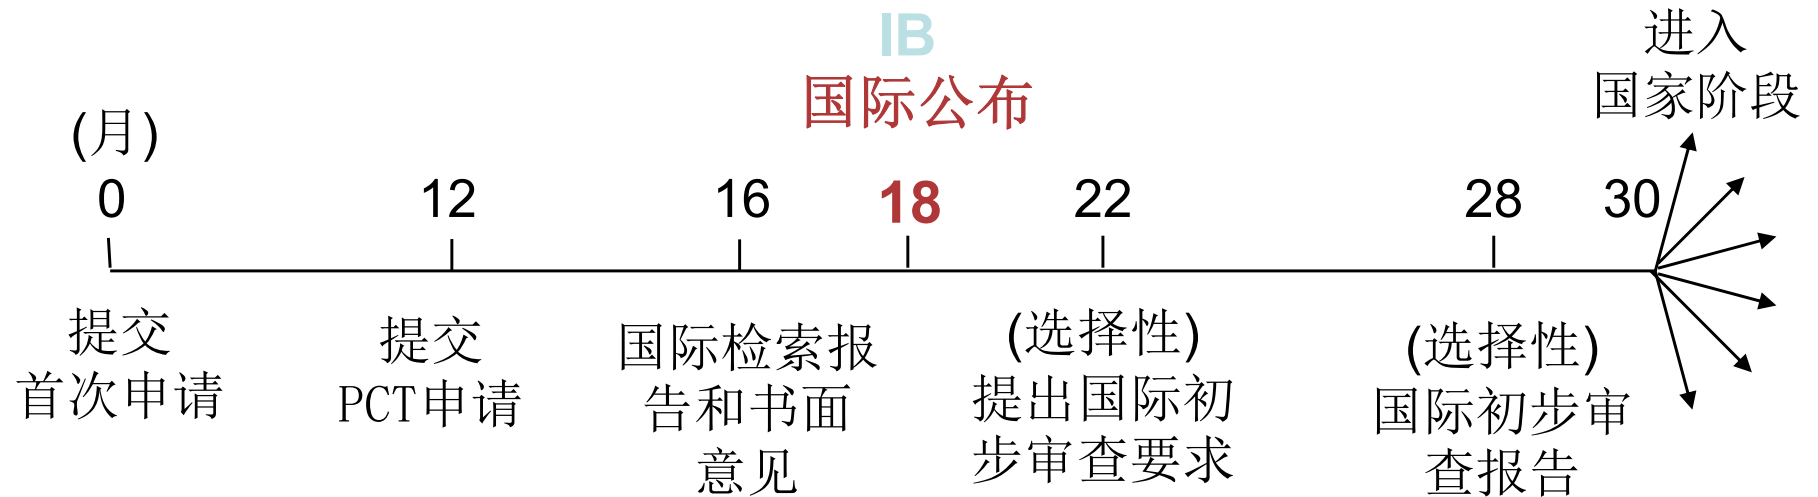 IB
国际公布
进入
国家阶段
(月)
0
12
16
18
22
28
30
提交
首次申请
提交
PCT申请
国际检索报
告和书面
意见
(选择性)
提出国际初
步审查要求
(选择性)
国际初步审
查报告